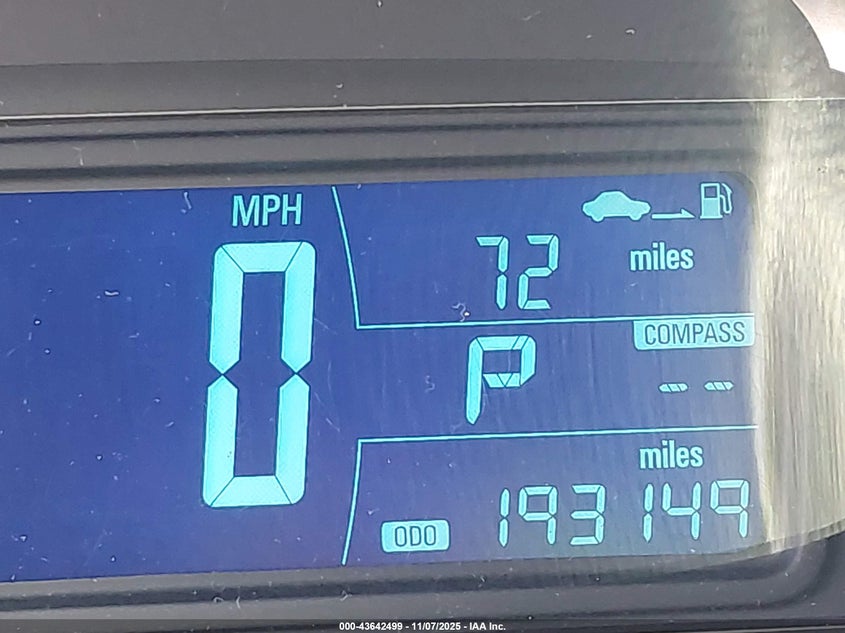 MPH
0
72 miles
P
COMPASS
-- --
miles
ODO 193149
000-43642499 - 11/07/2025 - IAA Inc.